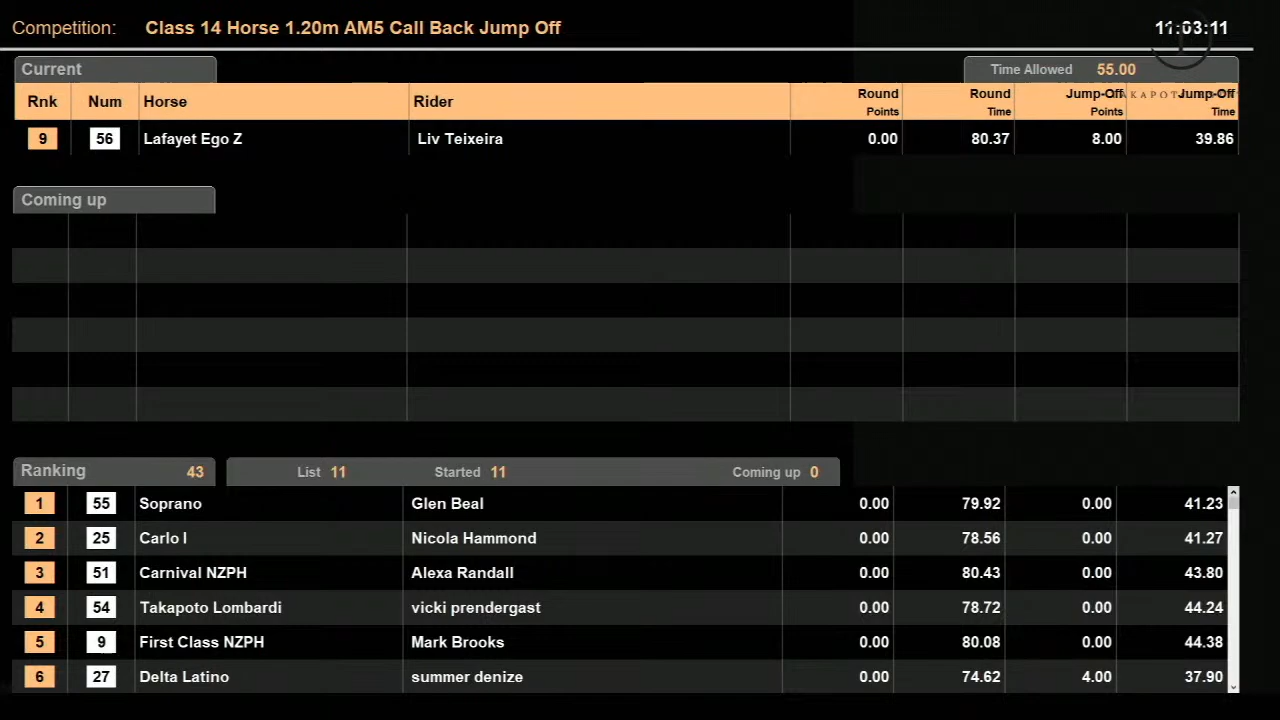 Competition: Class 14 Horse 1.20m AM5 Call Back Jump Off 11:03:11
Current Time Allowed 55.00
Rnk Num Horse Rider Round Points Round Time Jump-Off Points Jump-Off Time
9 56 Lafayet Ego Z Liv Teixeira 0.00 80.37 8.00 39.86
Coming up
Ranking 43 List 11 Started 11 Coming up 0
1 55 Soprano Glen Beal 0.00 79.92 0.00 41.23
2 25 Carlo I Nicola Hammond 0.00 78.56 0.00 41.27
3 51 Carnival NZPH Alexa Randall 0.00 80.43 0.00 43.80
4 54 Takapoto Lombardi vicki prendergast 0.00 78.72 0.00 44.24
5 9 First Class NZPH Mark Brooks 0.00 80.08 0.00 44.38
6 27 Delta Latino summer denize 0.00 74.62 4.00 37.90